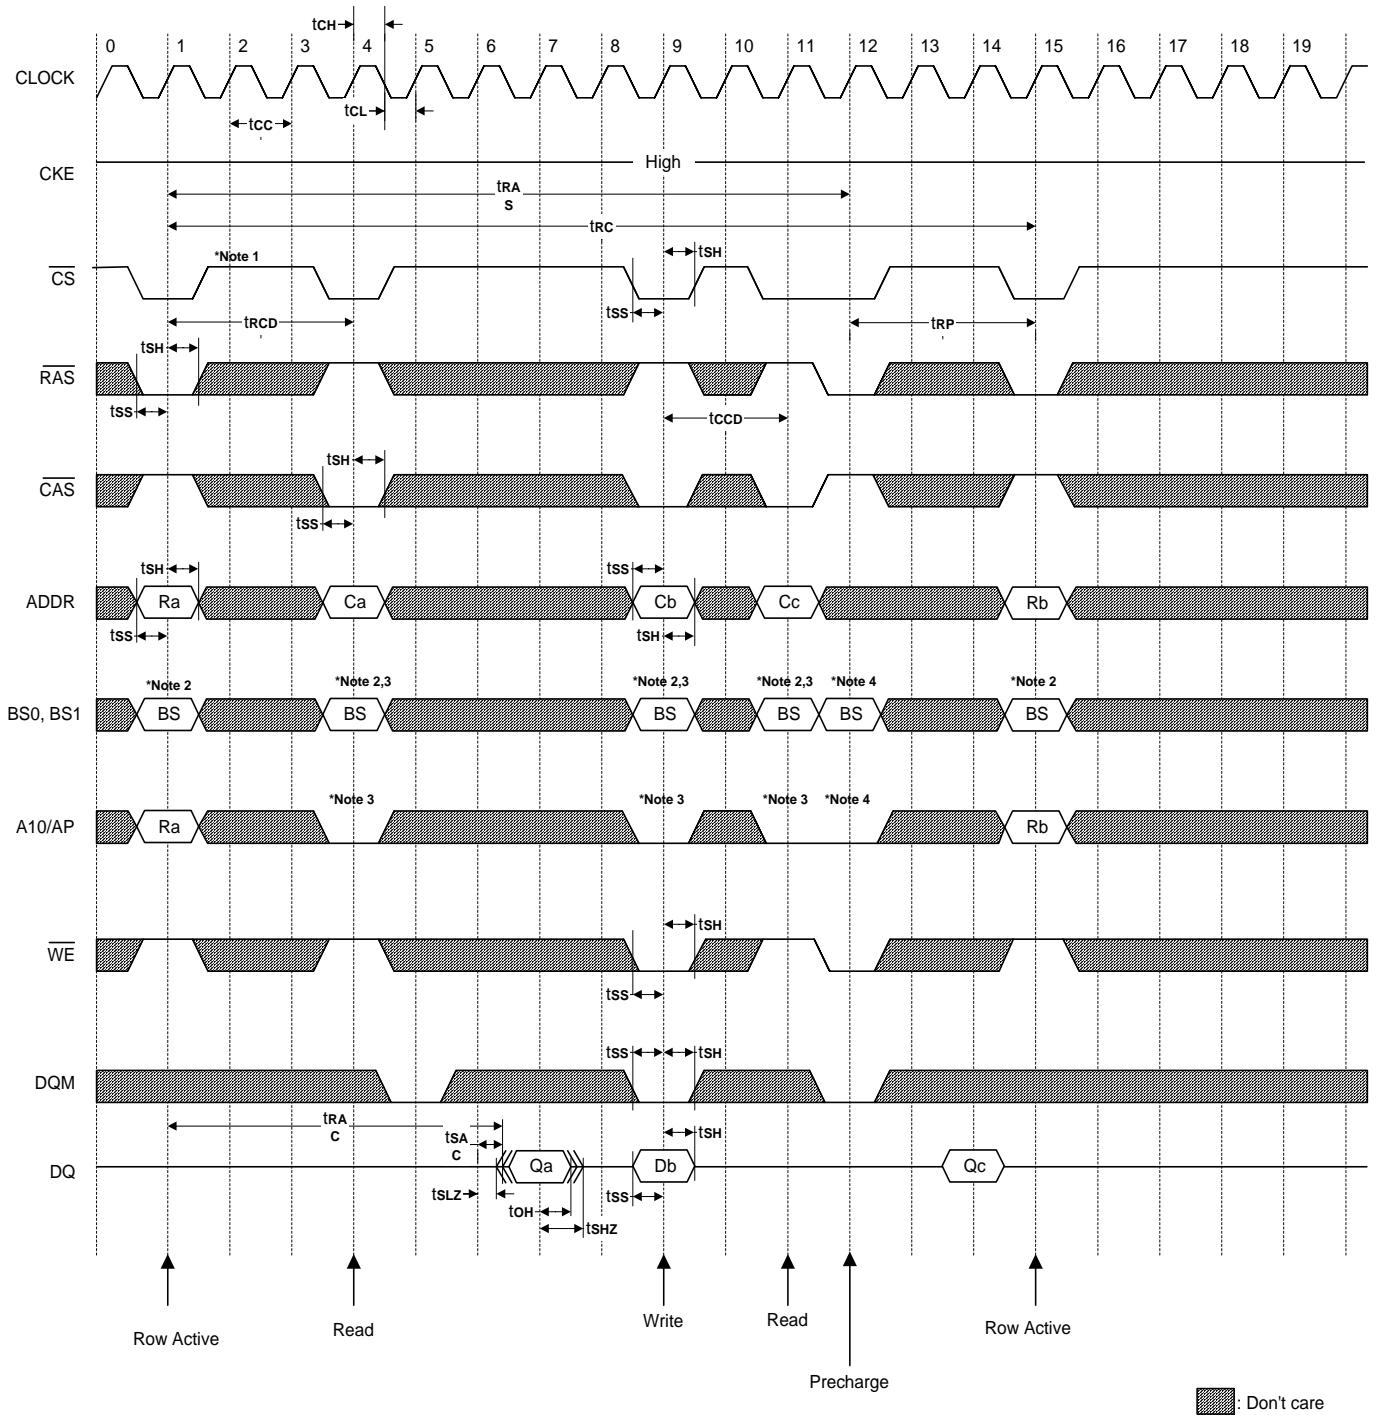 tCH
0 1 2 3 4 5 6 7 8 9 10 11 12 13 14 15 16 17 18 19
CLOCK
tCL
tCC
High
CKE
tRA
S
tRC
*Note 1
tSH
CS
tSS
tRCD
tRP
tSH
RAS
tSS
tCCD
tSH
CAS
tSS
tSH
tSS
ADDR
Ra Ca Cb Cc Rb
tSS
tSH
*Note 2 *Note 2,3 *Note 2,3 *Note 2,3 *Note 4 *Note 2
BS0, BS1
BS BS BS BS BS BS
*Note 3 *Note 3 *Note 3 *Note 4
A10/AP
Ra Rb
tSH
WE
tSS
tSS tSH
DQM
tRA
C
tSA
C
tSH
DQ
Qa Db Qc
tSLZ
tSS
tOH
tSHZ
Row Active
Read
Write
Read
Row Active
Precharge
: Don't care